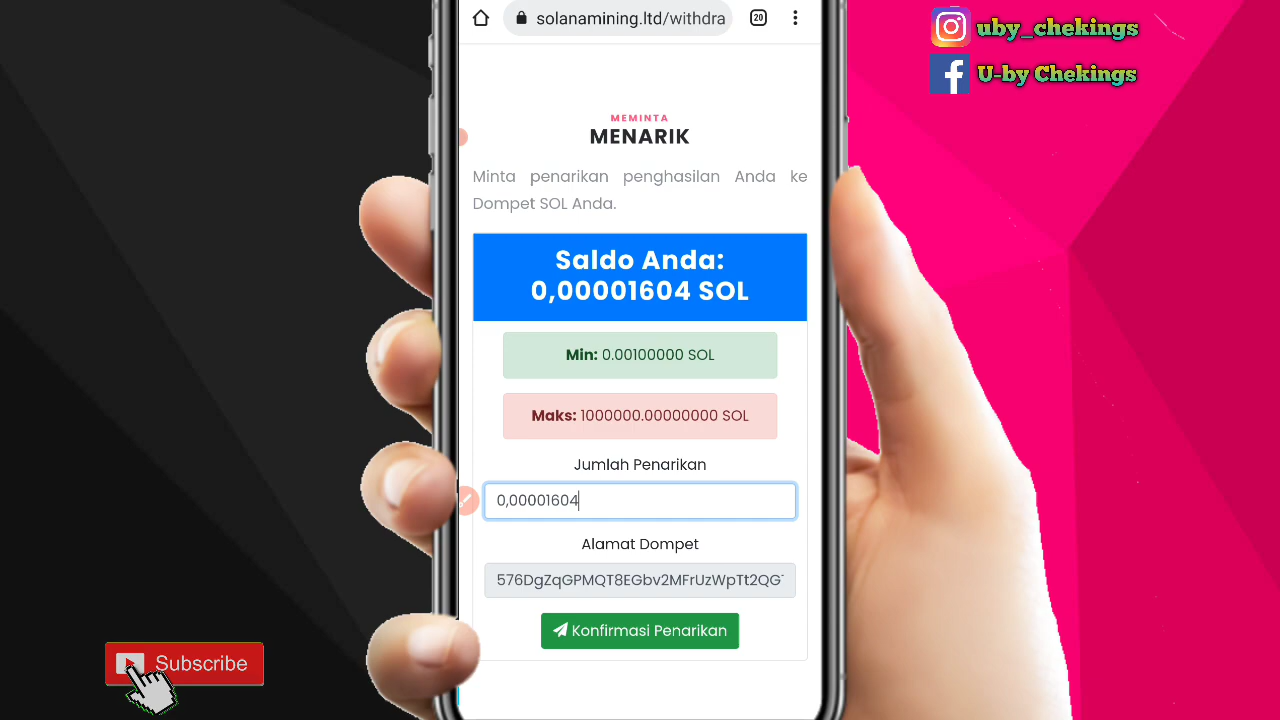 solanamining.ltd/withdra
20
uby_chekings
U-by Chekings
MEMINTA
MENARIK
Minta penarikan penghasilan Anda ke
Dompet SOL Anda.
Saldo Anda:
0,00001604 SOL
Min: 0.00100000 SOL
Maks: 1000000.00000000 SOL
Jumlah Penarikan
0,00001604
Alamat Dompet
576DgZqGPMQT8EGbv2MFrUzWpTt2QG
Konfirmasi Penarikan
Subscribe